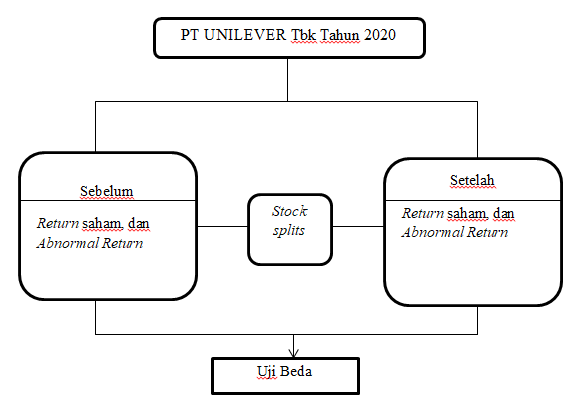 PT UNILEVER Tbk Tahun 2020
Sebelum
Return saham, dan
Abnormal Return
Stock
splits
Setelah
Return saham, dan
Abnormal Return
Uji Beda